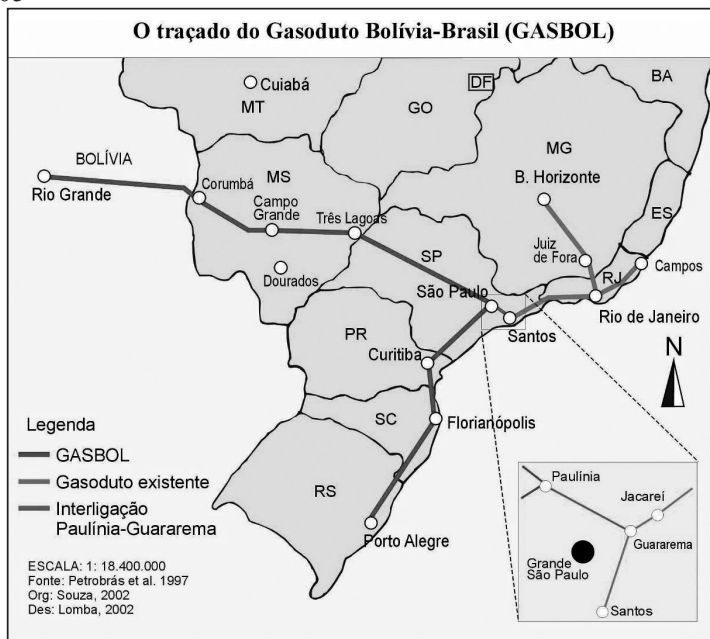 O traçado do Gasoduto Bolívia-Brasil (GASBOL)
BA
DF
Cuiabá
MT
GO
MG
BOLÍVIA
MS
B. Horizonte
Rio Grande
Corumbá
Campo
Grande
Três Lagoas
ES
Juiz
de Fora
SP
RJ
Campos
Dourados
São Paulo
Rio de Janeiro
Santos
PR
Curitiba
N
SC
Florianópolis
RS
Porto Alegre
Legenda
GASBOL
Gasoduto existente
Interligação
Paulínia-Guararema
ESCALA: 1: 18.400.000
Fonte: Petrobrás et al. 1997
Org: Souza, 2002
Des: Lomba, 2002
Paulínia
Jacareí
Guararema
Grande
São Paulo
Santos